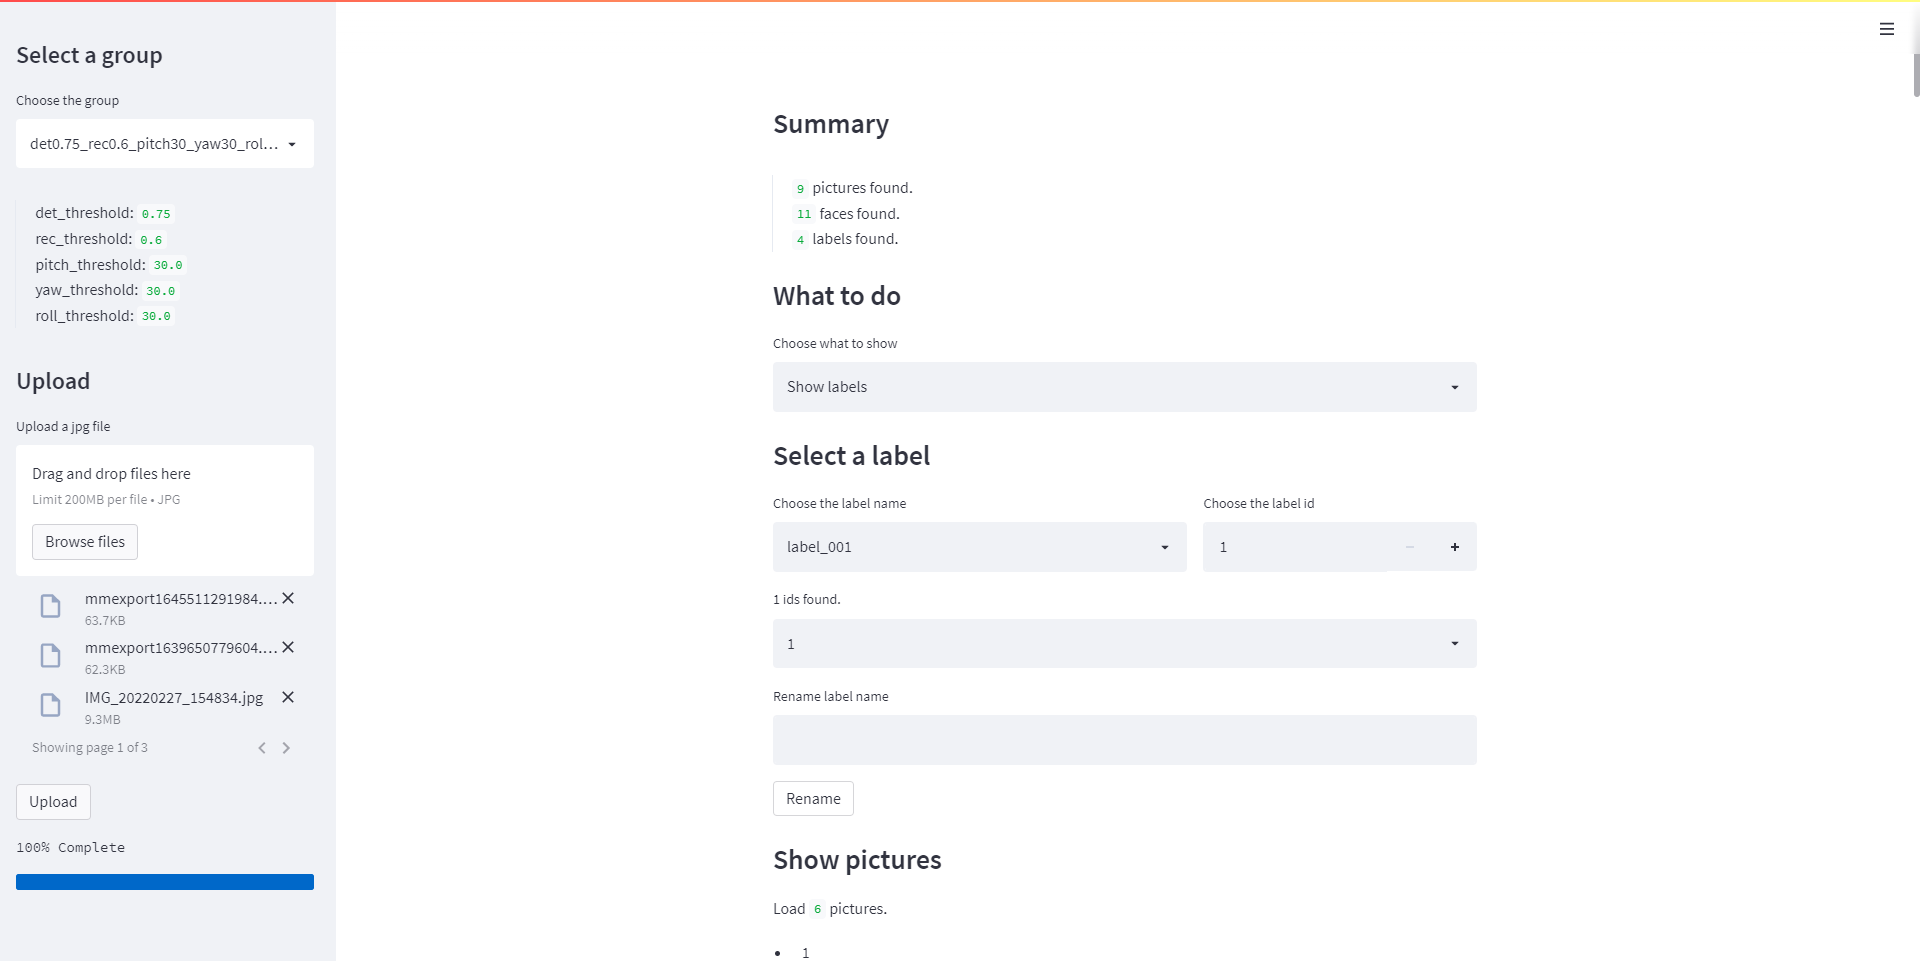 Select a group
Choose the group
det0.75_rec0.6_pitch30_yaw30_rol...
det_threshold: 0.75
rec_threshold: 0.6
pitch_threshold: 30.0
yaw_threshold: 30.0
roll_threshold: 30.0
Upload
Upload a jpg file
Drag and drop files here
Limit 200MB per file • JPG
Browse files
mmexport1645511291984....
63.7KB
mmexport1639650779604....
62.3KB
IMG_20220227_154834.jpg
9.3MB
Showing page 1 of 3
Upload
100% Complete
Summary
9 pictures found.
11 faces found.
4 labels found.
What to do
Choose what to show
Show labels
Select a label
Choose the label name
label_001
Choose the label id
1
1 ids found.
1
Rename label name
Rename
Show pictures
Load 6 pictures.
• 1